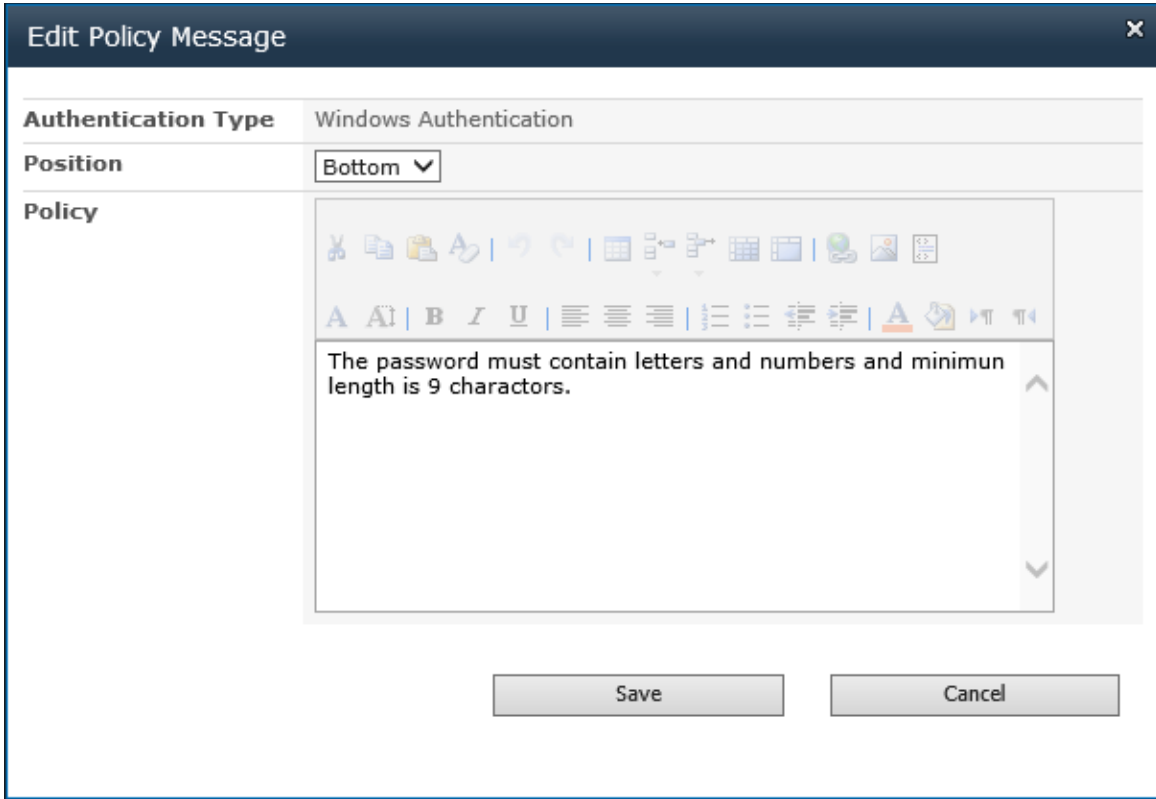 Edit Policy Message
Authentication Type Windows Authentication
Position Bottom
Policy
A A B I U A
The password must contain letters and numbers and minimun
length is 9 charactors.
Save Cancel